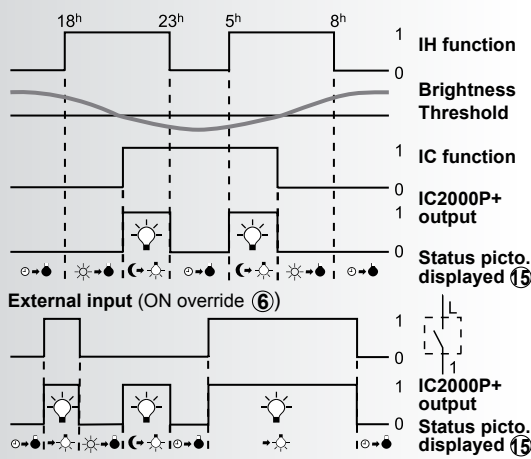 18h 23h 5h 8h
1
IH function
0
Brightness
Threshold
1
IC function
0
IC2000P+
output
1
0
Status picto.
displayed ⑮
External input (ON override ⑥)
1
0
L
1
IC2000P+
output
1
0
Status picto.
displayed ⑮